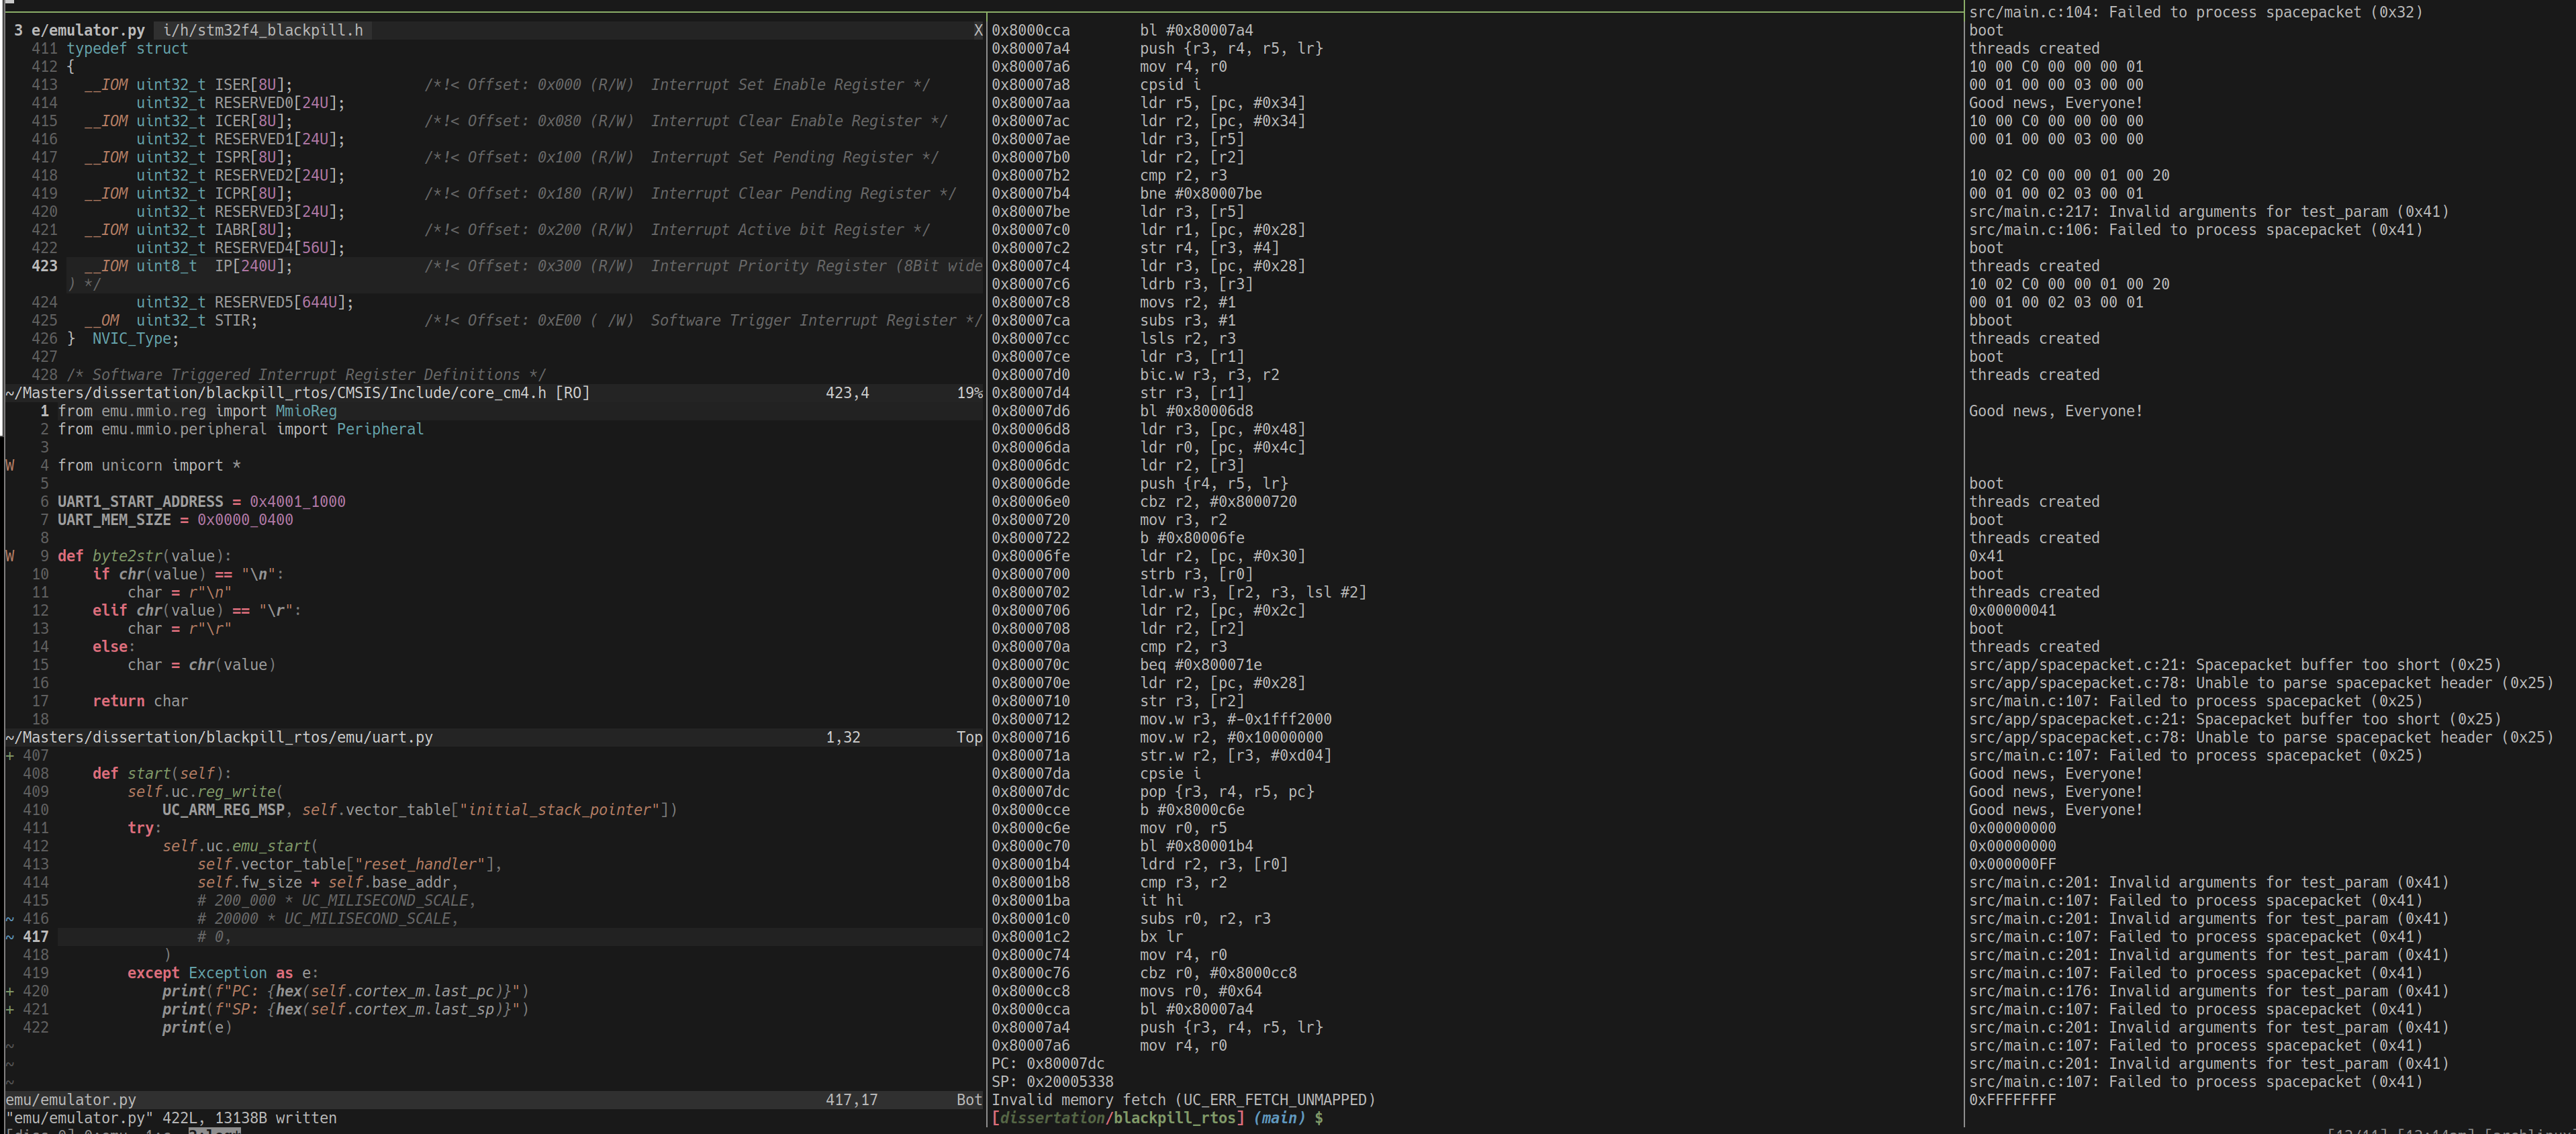 3 e/emulator.py  i/h/stm32f4_blackpill.h X
411 typedef struct
412 {
413   __IOM uint32_t ISER[8U];               /*!< Offset: 0x000 (R/W)  Interrupt Set Enable Register */
414         uint32_t RESERVED0[24U];
415   __IOM uint32_t ICER[8U];               /*!< Offset: 0x080 (R/W)  Interrupt Clear Enable Register */
416         uint32_t RESERVED1[24U];
417   __IOM uint32_t ISPR[8U];               /*!< Offset: 0x100 (R/W)  Interrupt Set Pending Register */
418         uint32_t RESERVED2[24U];
419   __IOM uint32_t ICPR[8U];               /*!< Offset: 0x180 (R/W)  Interrupt Clear Pending Register */
420         uint32_t RESERVED3[24U];
421   __IOM uint32_t IABR[8U];               /*!< Offset: 0x200 (R/W)  Interrupt Active bit Register */
422         uint32_t RESERVED4[56U];
423   __IOM uint8_t  IP[240U];               /*!< Offset: 0x300 (R/W)  Interrupt Priority Register (8Bit wide
) */
424         uint32_t RESERVED5[644U];
425   __OM  uint32_t STIR;                   /*!< Offset: 0xE00 ( /W)  Software Trigger Interrupt Register */
426 }  NVIC_Type;
427
428 /* Software Triggered Interrupt Register Definitions */
~/Masters/dissertation/blackpill_rtos/CMSIS/Include/core_cm4.h [RO] 423,4 19%
1 from emu.mmio.reg import MmioReg
2 from emu.mmio.peripheral import Peripheral
3
W 4 from unicorn import *
5
6 UART1_START_ADDRESS = 0x4001_1000
7 UART_MEM_SIZE = 0x0000_0400
8
W 9 def byte2str(value):
10     if chr(value) == "\n":
11         char = r"\n"
12     elif chr(value) == "\r":
13         char = r"\r"
14     else:
15         char = chr(value)
16
17     return char
18
~/Masters/dissertation/blackpill_rtos/emu/uart.py 1,32 Top
+ 407
408     def start(self):
409         self.uc.reg_write(
410             UC_ARM_REG_MSP, self.vector_table["initial_stack_pointer"])
411         try:
412             self.uc.emu_start(
413                 self.vector_table["reset_handler"],
414                 self.fw_size + self.base_addr,
415                 # 200_000 * UC_MILISECOND_SCALE,
~ 416                 # 20000 * UC_MILISECOND_SCALE,
~ 417                 # 0,
418             )
419         except Exception as e:
+ 420             print(f"PC: {hex(self.cortex_m.last_pc)}")
+ 421             print(f"SP: {hex(self.cortex_m.last_sp)}")
422             print(e)
~
~
~
emu/emulator.py 417,17 Bot
"emu/emulator.py" 422L, 13138B written
0x8000cca        bl #0x80007a4
0x80007a4        push {r3, r4, r5, lr}
0x80007a6        mov r4, r0
0x80007a8        cpsid i
0x80007aa        ldr r5, [pc, #0x34]
0x80007ac        ldr r2, [pc, #0x34]
0x80007ae        ldr r3, [r5]
0x80007b0        ldr r2, [r2]
0x80007b2        cmp r2, r3
0x80007b4        bne #0x80007be
0x80007be        ldr r3, [r5]
0x80007c0        ldr r1, [pc, #0x28]
0x80007c2        str r4, [r3, #4]
0x80007c4        ldr r3, [pc, #0x28]
0x80007c6        ldrb r3, [r3]
0x80007c8        movs r2, #1
0x80007ca        subs r3, #1
0x80007cc        lsls r2, r3
0x80007ce        ldr r3, [r1]
0x80007d0        bic.w r3, r3, r2
0x80007d4        str r3, [r1]
0x80007d6        bl #0x80006d8
0x80006d8        ldr r3, [pc, #0x48]
0x80006da        ldr r0, [pc, #0x4c]
0x80006dc        ldr r2, [r3]
0x80006de        push {r4, r5, lr}
0x80006e0        cbz r2, #0x8000720
0x8000720        mov r3, r2
0x8000722        b #0x80006fe
0x80006fe        ldr r2, [pc, #0x30]
0x8000700        strb r3, [r0]
0x8000702        ldr.w r3, [r2, r3, lsl #2]
0x8000706        ldr r2, [pc, #0x2c]
0x8000708        ldr r2, [r2]
0x800070a        cmp r2, r3
0x800070c        beq #0x800071e
0x800070e        ldr r2, [pc, #0x28]
0x8000710        str r3, [r2]
0x8000712        mov.w r3, #-0x1fff2000
0x8000716        mov.w r2, #0x10000000
0x800071a        str.w r2, [r3, #0xd04]
0x80007da        cpsie i
0x80007dc        pop {r3, r4, r5, pc}
0x8000cce        b #0x8000c6e
0x8000c6e        mov r0, r5
0x8000c70        bl #0x80001b4
0x80001b4        ldrd r2, r3, [r0]
0x80001b8        cmp r3, r2
0x80001ba        it hi
0x80001c0        subs r0, r2, r3
0x80001c2        bx lr
0x8000c74        mov r4, r0
0x8000c76        cbz r0, #0x8000cc8
0x8000cc8        movs r0, #0x64
0x8000cca        bl #0x80007a4
0x80007a4        push {r3, r4, r5, lr}
0x80007a6        mov r4, r0
PC: 0x80007dc
SP: 0x20005338
Invalid memory fetch (UC_ERR_FETCH_UNMAPPED)
[dissertation/blackpill_rtos] (main) $
src/main.c:104: Failed to process spacepacket (0x32)
boot
threads created
10 00 C0 00 00 00 01
00 01 00 00 03 00 00
Good news, Everyone!
10 00 C0 00 00 00 00
00 01 00 00 03 00 00
10 02 C0 00 00 01 00 20
00 01 00 02 03 00 01
src/main.c:217: Invalid arguments for test_param (0x41)
src/main.c:106: Failed to process spacepacket (0x41)
boot
threads created
10 02 C0 00 00 01 00 20
00 01 00 02 03 00 01
bboot
threads created
boot
threads created
Good news, Everyone!
boot
threads created
boot
threads created
0x41
boot
threads created
0x00000041
boot
threads created
src/app/spacepacket.c:21: Spacepacket buffer too short (0x25)
src/app/spacepacket.c:78: Unable to parse spacepacket header (0x25)
src/main.c:107: Failed to process spacepacket (0x25)
src/app/spacepacket.c:21: Spacepacket buffer too short (0x25)
src/app/spacepacket.c:78: Unable to parse spacepacket header (0x25)
src/main.c:107: Failed to process spacepacket (0x25)
Good news, Everyone!
Good news, Everyone!
Good news, Everyone!
0x00000000
0x00000000
0x000000FF
src/main.c:201: Invalid arguments for test_param (0x41)
src/main.c:107: Failed to process spacepacket (0x41)
src/main.c:201: Invalid arguments for test_param (0x41)
src/main.c:107: Failed to process spacepacket (0x41)
src/main.c:201: Invalid arguments for test_param (0x41)
src/main.c:107: Failed to process spacepacket (0x41)
src/main.c:176: Invalid arguments for test_param (0x41)
src/main.c:107: Failed to process spacepacket (0x41)
src/main.c:201: Invalid arguments for test_param (0x41)
src/main.c:107: Failed to process spacepacket (0x41)
src/main.c:201: Invalid arguments for test_param (0x41)
src/main.c:107: Failed to process spacepacket (0x41)
0xFFFFFFFF